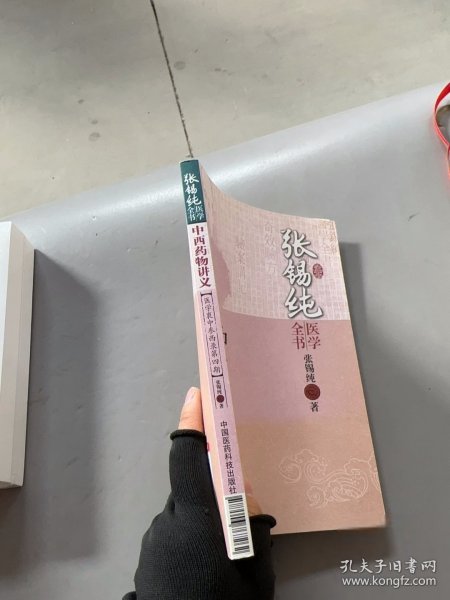 张锡纯
医学
全书
中西药物讲义
【医学衷中参西录第四期】
张锡纯 著
中国医药科技出版社
张锡纯
医学
全书
张锡纯 著
孔夫子旧书网
www.kongfz.com